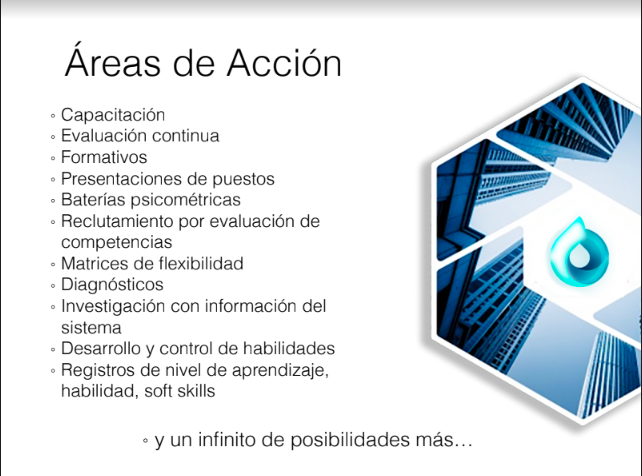 Áreas de Acción
◦ Capacitación
◦ Evaluación continua
◦ Formativos
◦ Presentaciones de puestos
◦ Baterías psicométricas
◦ Reclutamiento por evaluación de
competencias
◦ Matrices de flexibilidad
◦ Diagnósticos
◦ Investigación con información del
sistema
◦ Desarrollo y control de habilidades
◦ Registros de nivel de aprendizaje,
habilidad, soft skills
◦ y un infinito de posibilidades más...